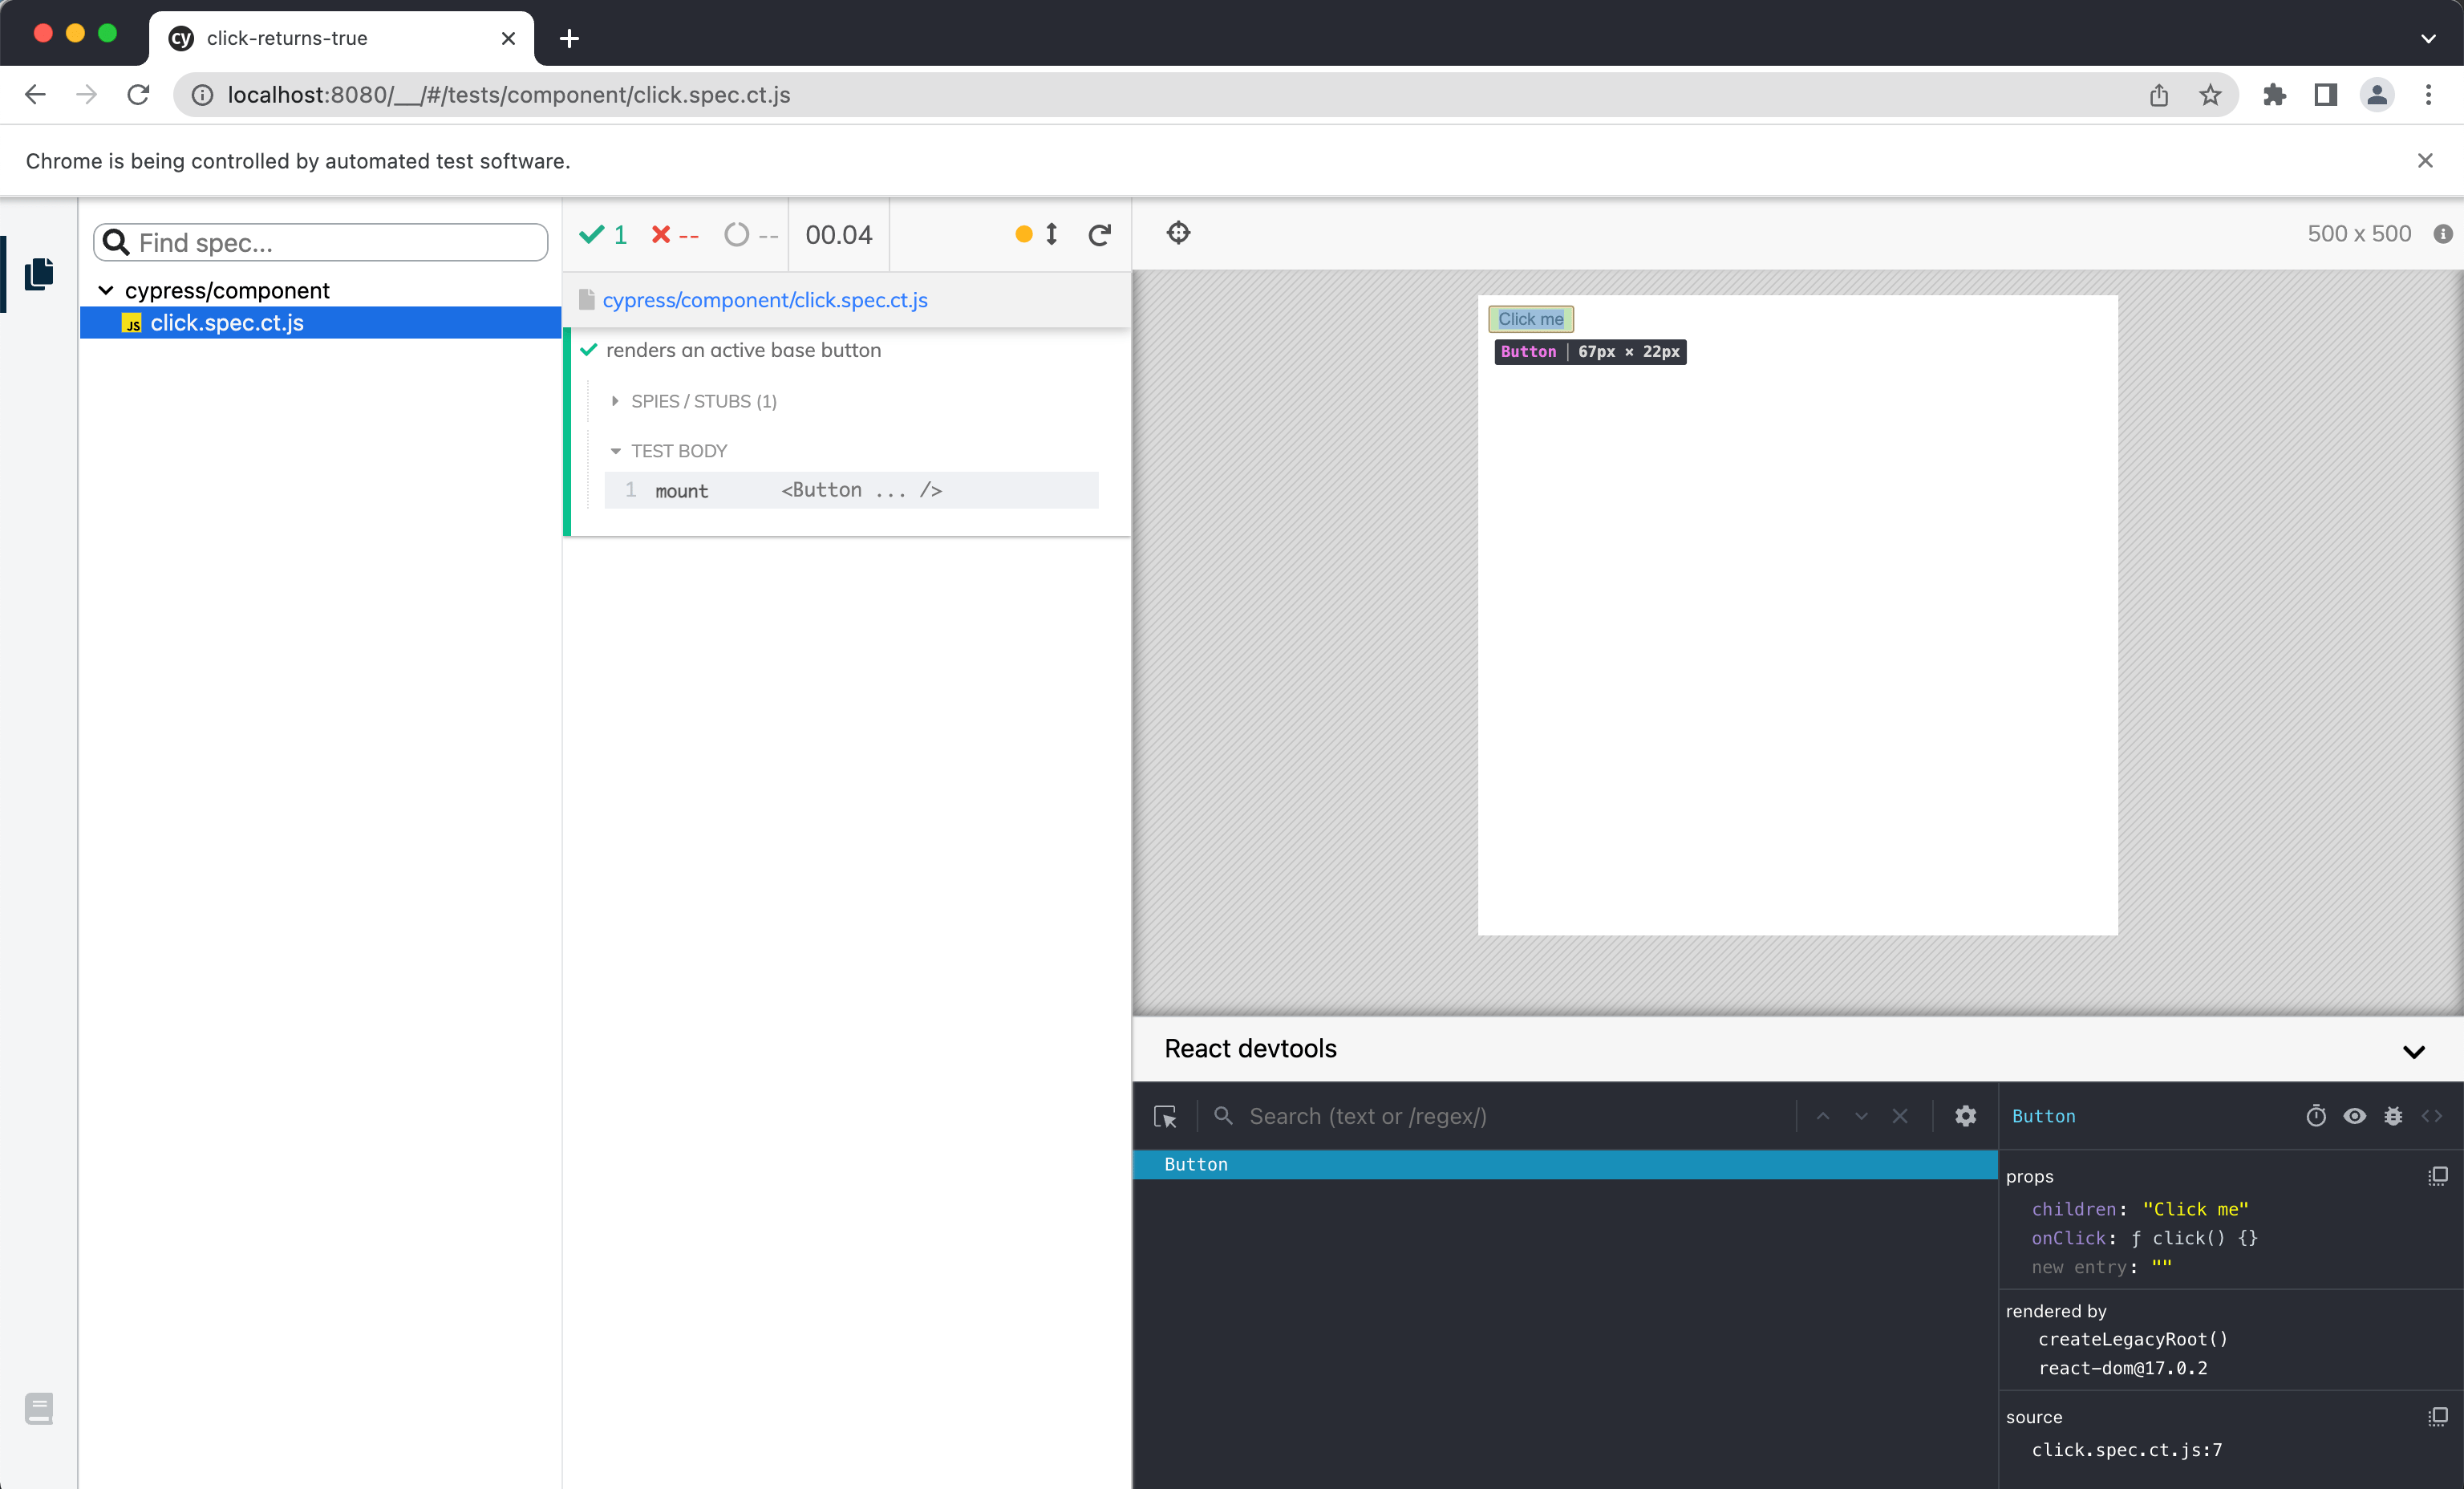 click-returns-true
localhost:8080/__/#/tests/component/click.spec.ct.js
Chrome is being controlled by automated test software.
Find spec...
cypress/component
JS click.spec.ct.js
1 -- -- 00.04
cypress/component/click.spec.ct.js
renders an active base button
SPIES / STUBS (1)
TEST BODY
1 mount <Button ... />
500 x 500
Click me
Button | 67px × 22px
React devtools
Search (text or /regex/)
Button
Button
props
children: "Click me"
onClick: ƒ click() {}
new entry: ""
rendered by
createLegacyRoot()
react-dom@17.0.2
source
click.spec.ct.js:7